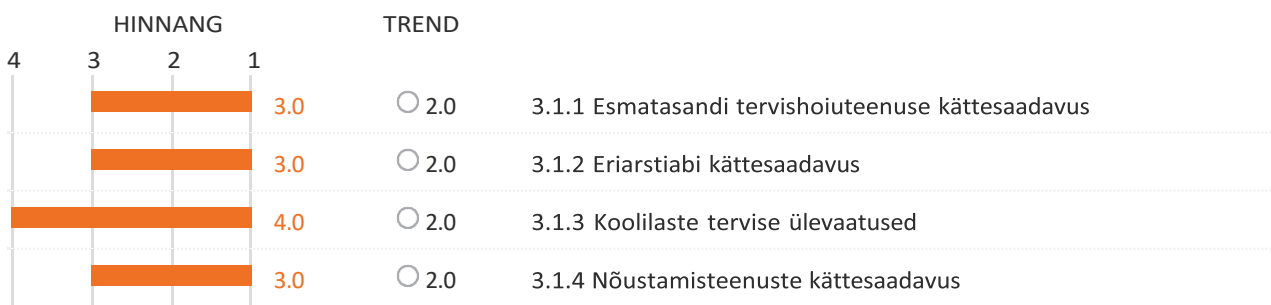 HINNANG TREND
4 3 2 1
3.0 2.0 3.1.1 Esmatasandi tervishoiuteenuse kättesaadavus
3.0 2.0 3.1.2 Eriarstiabi kättesaadavus
4.0 2.0 3.1.3 Koolilaste tervise ülevaatused
3.0 2.0 3.1.4 Nõustamisteenuste kättesaadavus